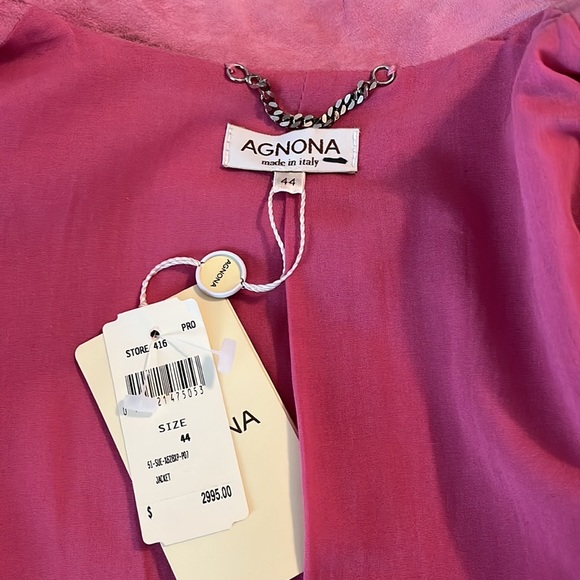 AGNONA
made in italy
44
AGNONA
STORE 416 PRO
21475053
SIZE
44
JACKET
$ 2995.00
NA